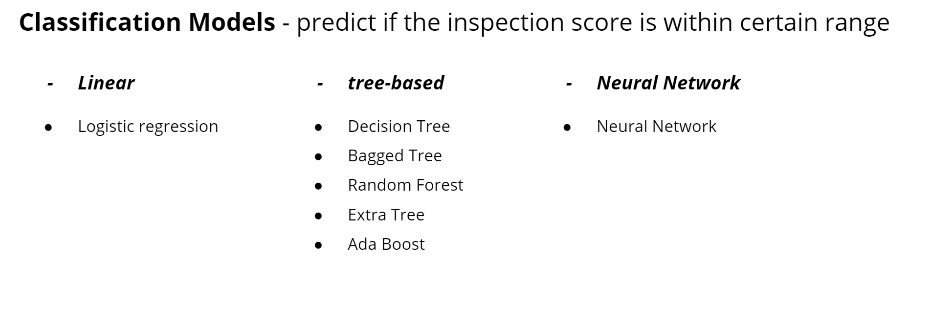 Classification Models - predict if the inspection score is within certain range
- Linear
● Logistic regression
- tree-based
● Decision Tree
● Bagged Tree
● Random Forest
● Extra Tree
● Ada Boost
- Neural Network
● Neural Network